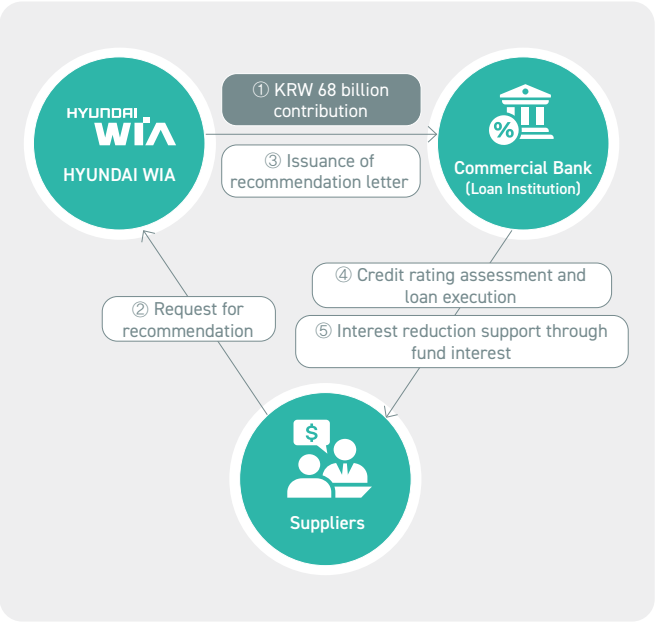 ① KRW 68 billion
contribution
HYUNDAI
WIA
HYUNDAI WIA
③ Issuance of
recommendation letter
%
Commercial Bank
(Loan Institution)
④ Credit rating assessment and
loan execution
② Request for
recommendation
⑤ Interest reduction support through
fund interest
$
Suppliers